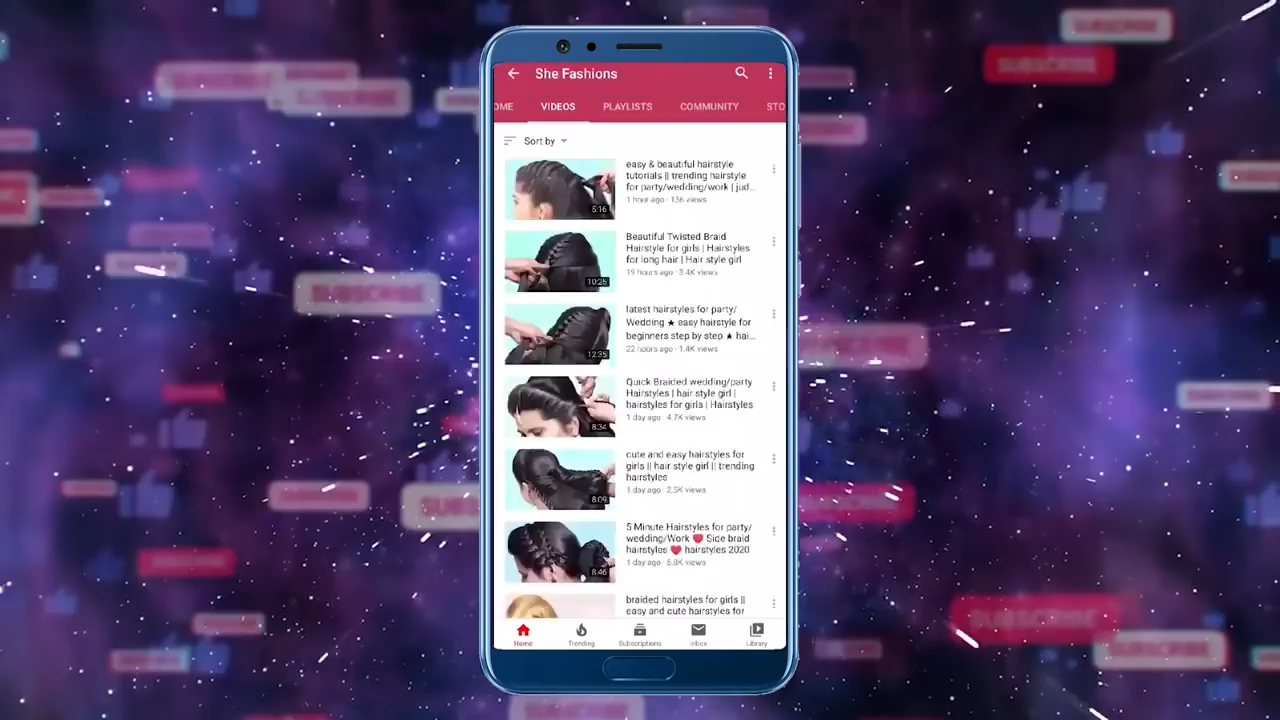 SUBSCRIBE
SUBSCRIBE
SUBSCRIBE
She Fashions
OME VIDEOS PLAYLISTS COMMUNITY STO
Sort by
easy & beautiful hairstyle
tutorials || trending hairstyle
for party/wedding/work | jud...
1 hour ago · 136 views
5:16
Beautiful Twisted Braid
Hairstyle for girls | Hairstyles
for long hair | Hair style girl
19 hours ago · 3.4K views
10:25
latest hairstyles for party/
Wedding ★ easy hairstyle for
beginners step by step ★ hai...
22 hours ago · 1.4K views
12:35
Quick Braided wedding/party
Hairstyles | hair style girl |
hairstyles for girls | Hairstyles
1 day ago · 4.7K views
8:34
cute and easy hairstyles for
girls || hair style girl || trending
hairstyles
1 day ago · 2.5K views
8:09
5 Minute Hairstyles for party/
wedding/Work ❤ Side braid
hairstyles ❤ hairstyles 2020
1 day ago · 5.8K views
8:46
braided hairstyles for girls ||
easy and cute hairstyles for
Home Trending Subscriptions Inbox Library